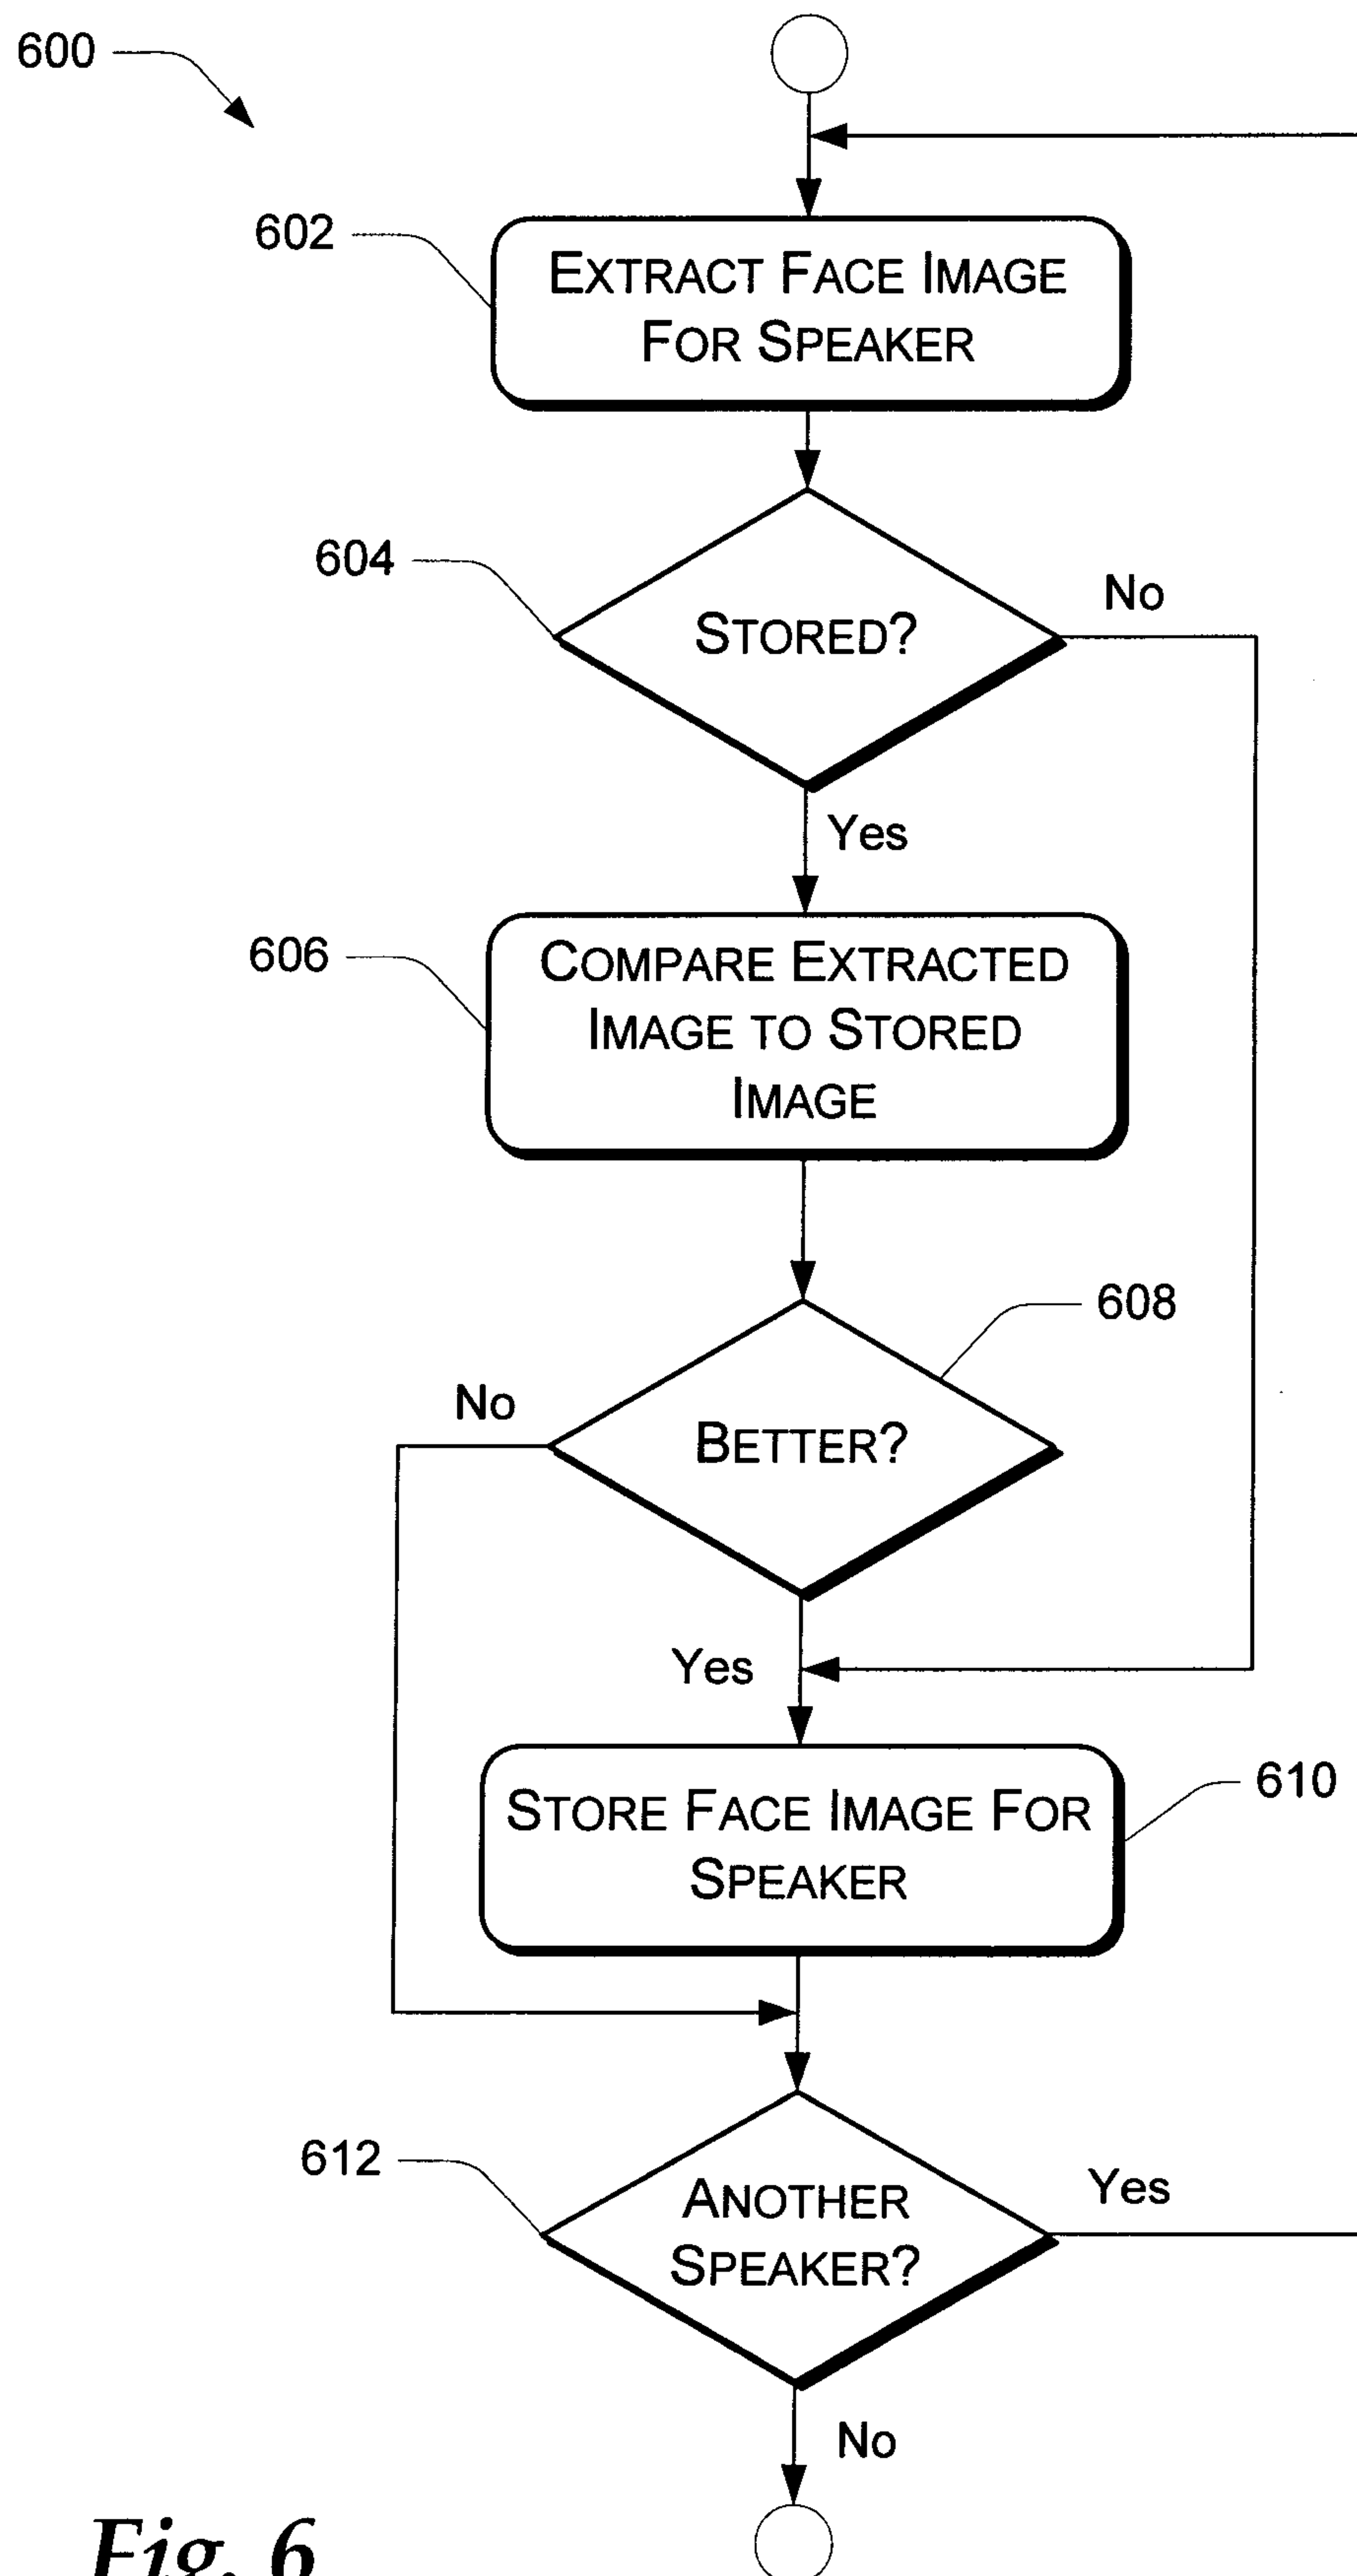 600
602
EXTRACT FACE IMAGE
FOR SPEAKER
604
STORED?
No
Yes
606
COMPARE EXTRACTED
IMAGE TO STORED
IMAGE
608
No
BETTER?
Yes
610
STORE FACE IMAGE FOR
SPEAKER
612
ANOTHER
SPEAKER?
Yes
No
Fig. 6